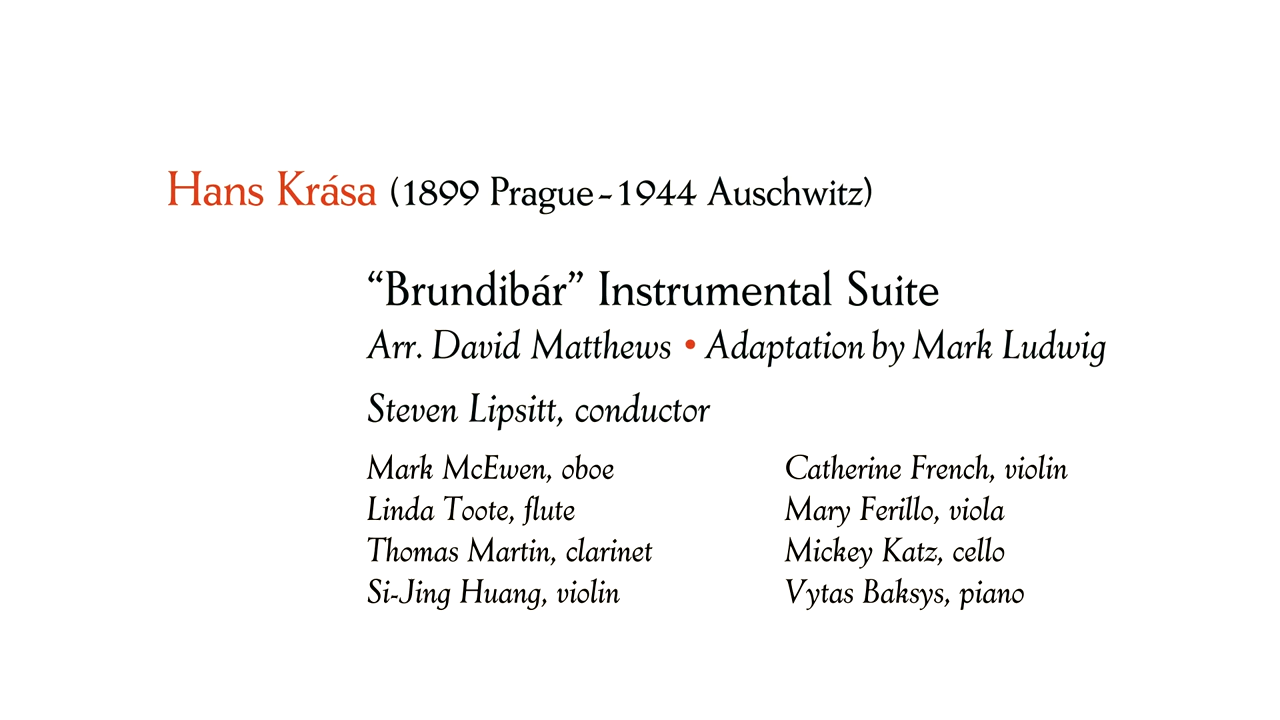 Hans Krása (1899 Prague-1944 Auschwitz)
“Brundibár” Instrumental Suite
Arr. David Matthews • Adaptation by Mark Ludwig
Steven Lipsitt, conductor
Mark McEwen, oboe
Linda Toote, flute
Thomas Martin, clarinet
Si-Jing Huang, violin
Catherine French, violin
Mary Ferillo, viola
Mickey Katz, cello
Vytas Baksys, piano